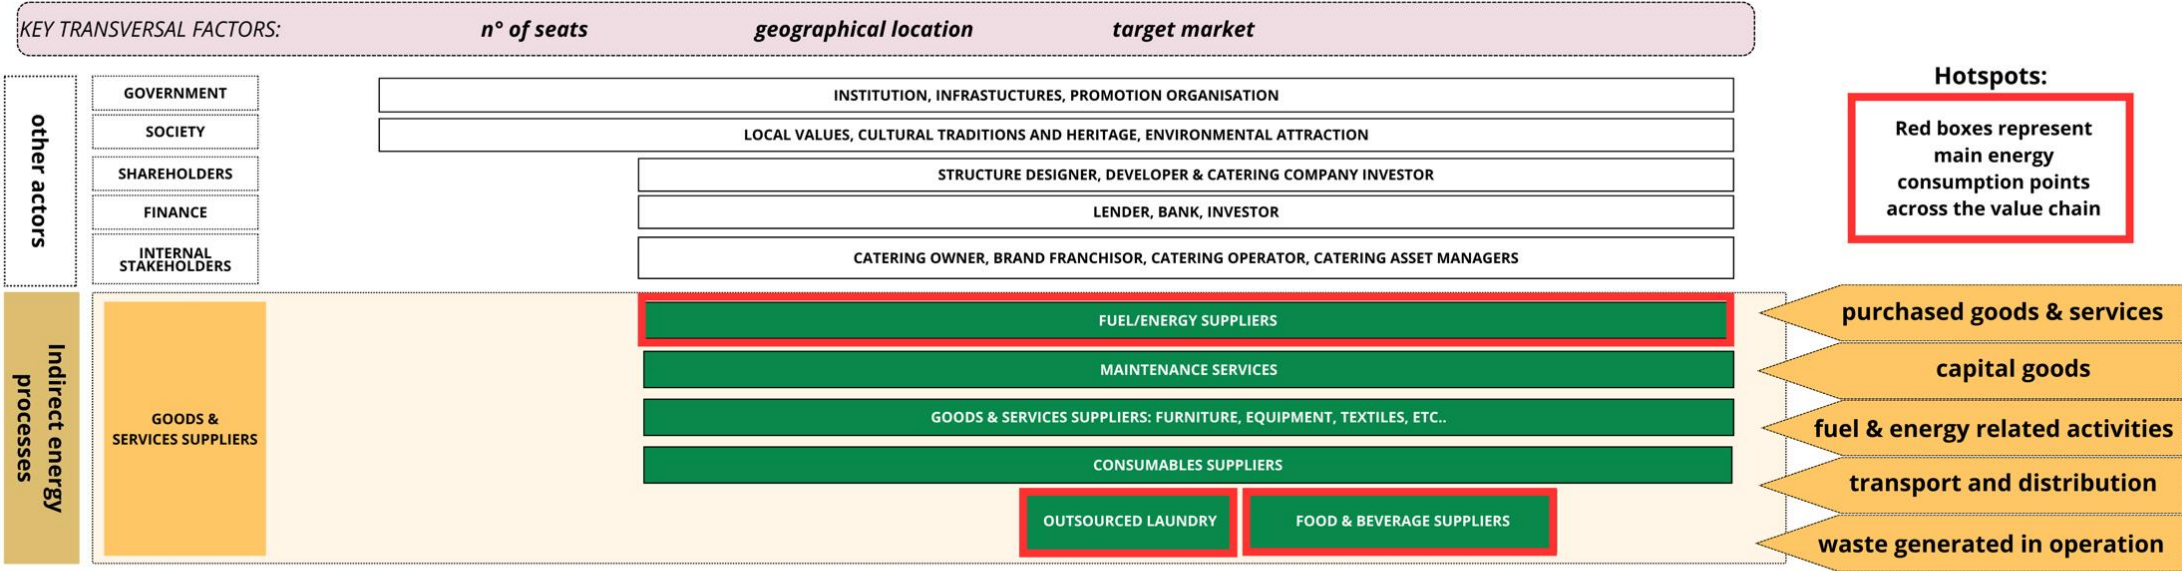 KEY TRANSVERSAL FACTORS: n° of seats geographical location target market
other actors
GOVERNMENT
INSTITUTION, INFRASTUCTURES, PROMOTION ORGANISATION
SOCIETY
LOCAL VALUES, CULTURAL TRADITIONS AND HERITAGE, ENVIRONMENTAL ATTRACTION
SHAREHOLDERS
STRUCTURE DESIGNER, DEVELOPER & CATERING COMPANY INVESTOR
FINANCE
LENDER, BANK, INVESTOR
INTERNAL
STAKEHOLDERS
CATERING OWNER, BRAND FRANCHISOR, CATERING OPERATOR, CATERING ASSET MANAGERS
Hotspots:
Red boxes represent
main energy
consumption points
across the value chain
Indirect energy
processes
GOODS &
SERVICES SUPPLIERS
FUEL/ENERGY SUPPLIERS
MAINTENANCE SERVICES
GOODS & SERVICES SUPPLIERS: FURNITURE, EQUIPMENT, TEXTILES, ETC..
CONSUMABLES SUPPLIERS
OUTSOURCED LAUNDRY
FOOD & BEVERAGE SUPPLIERS
purchased goods & services
capital goods
fuel & energy related activities
transport and distribution
waste generated in operation